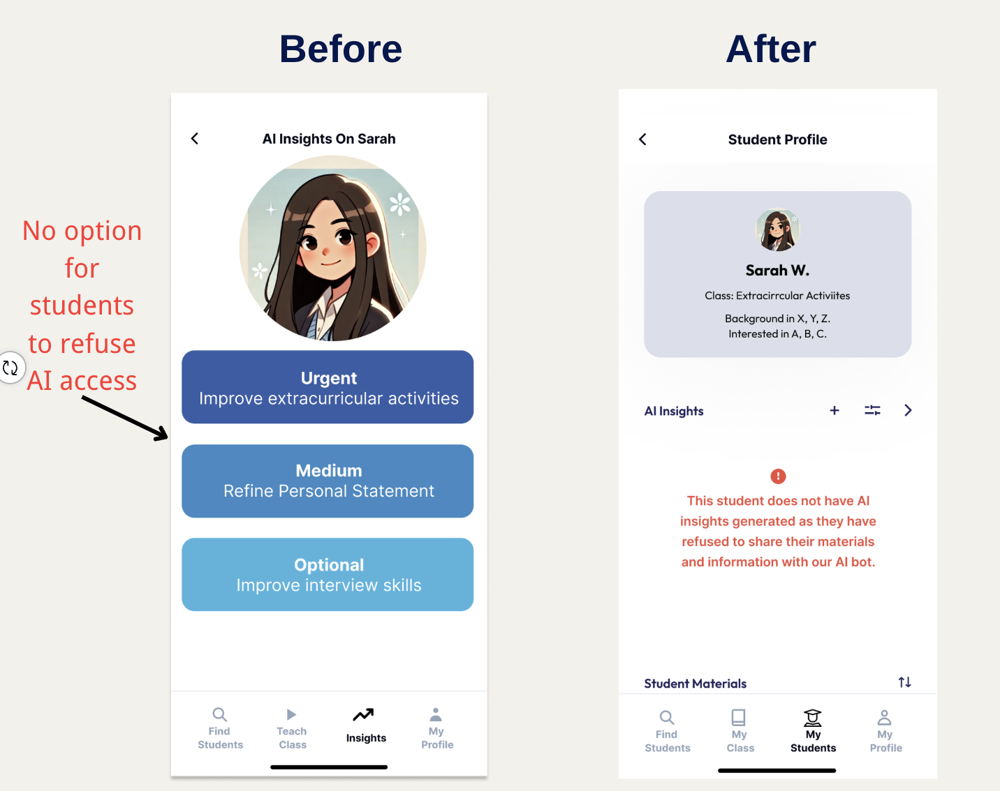 Before
After
No option
for
students
to refuse
AI access
AI Insights On Sarah
Urgent
Improve extracurricular activities
Medium
Refine Personal Statement
Optional
Improve interview skills
Find
Students
Teach
Class
Insights
My
Profile
Student Profile
Sarah W.
Class: Extracirrcular Activiites
Background in X, Y, Z.
Interested in A, B, C.
AI Insights
This student does not have AI
insights generated as they have
refused to share their materials
and information with our AI bot.
Student Materials
Find
Students
My
Class
My
Students
My
Profile